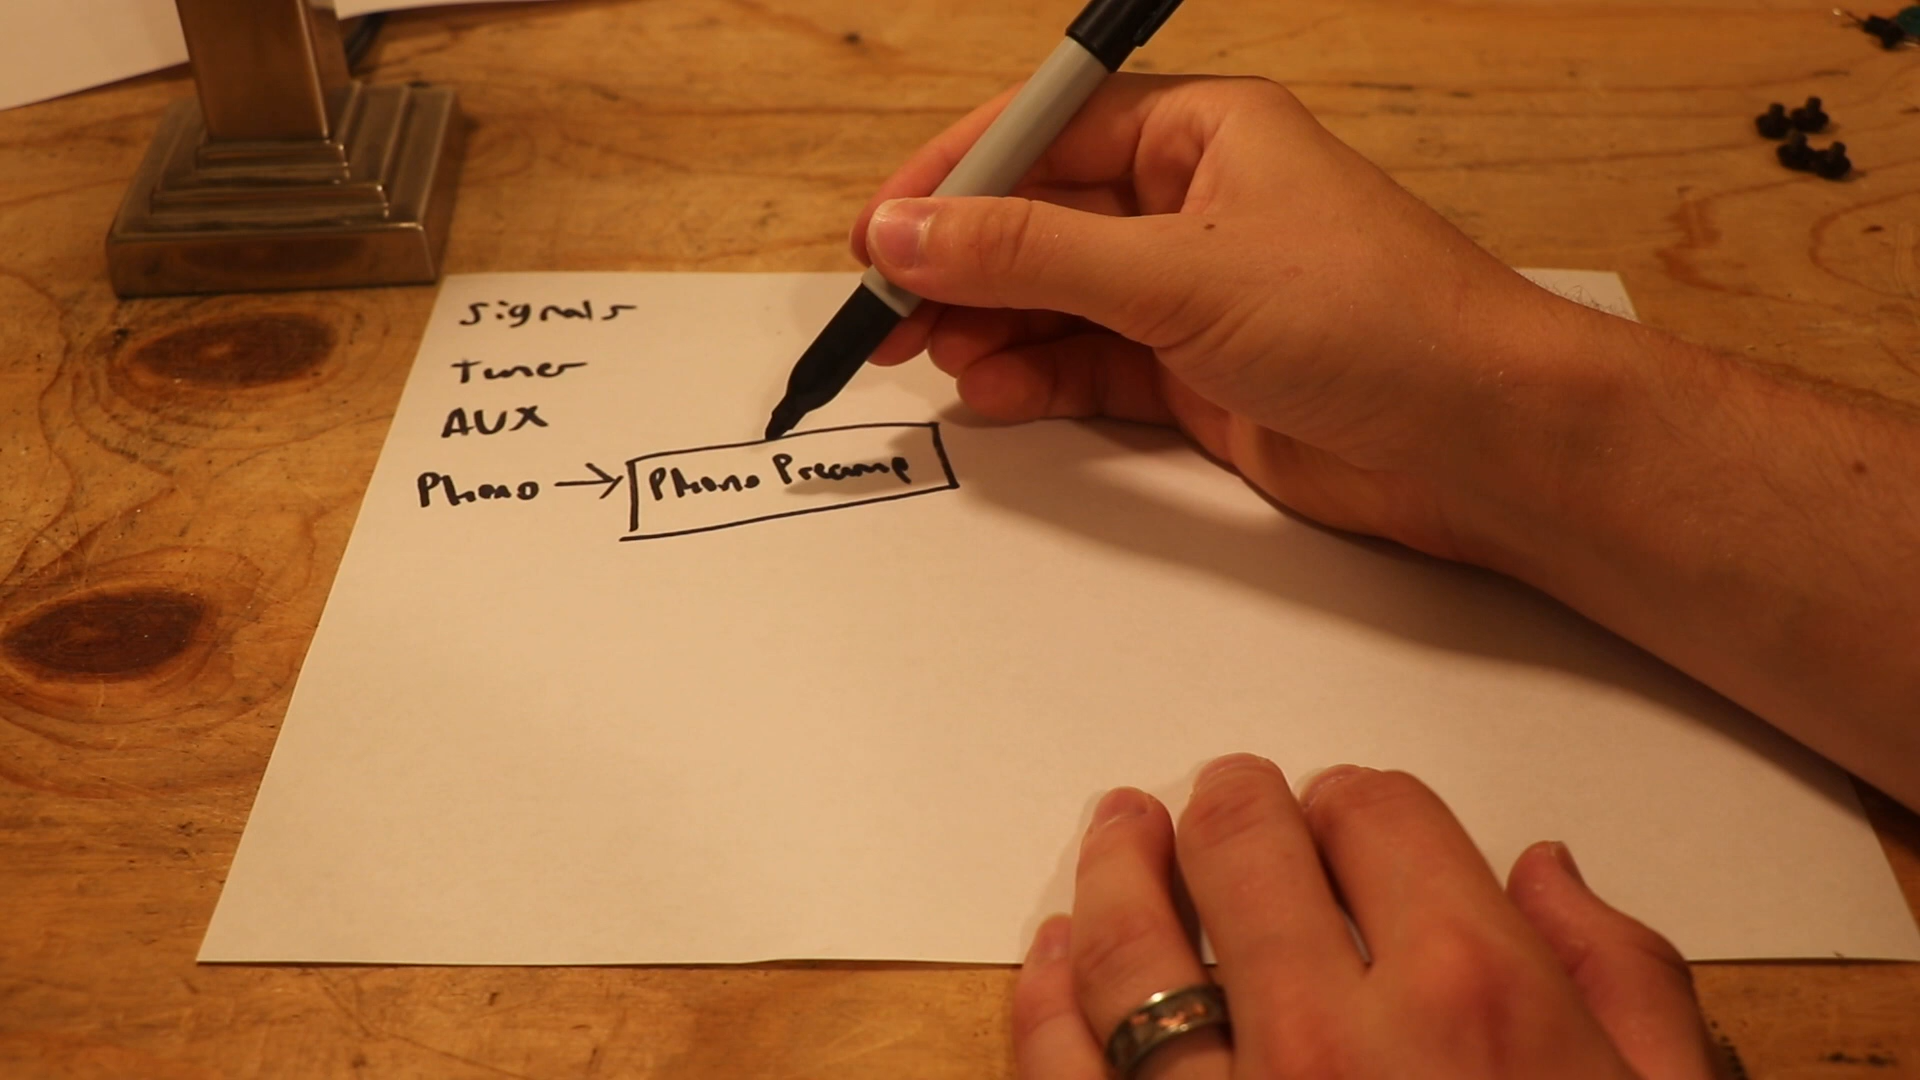 Signals
Tuner
AUX
Phono → Phono Preamp